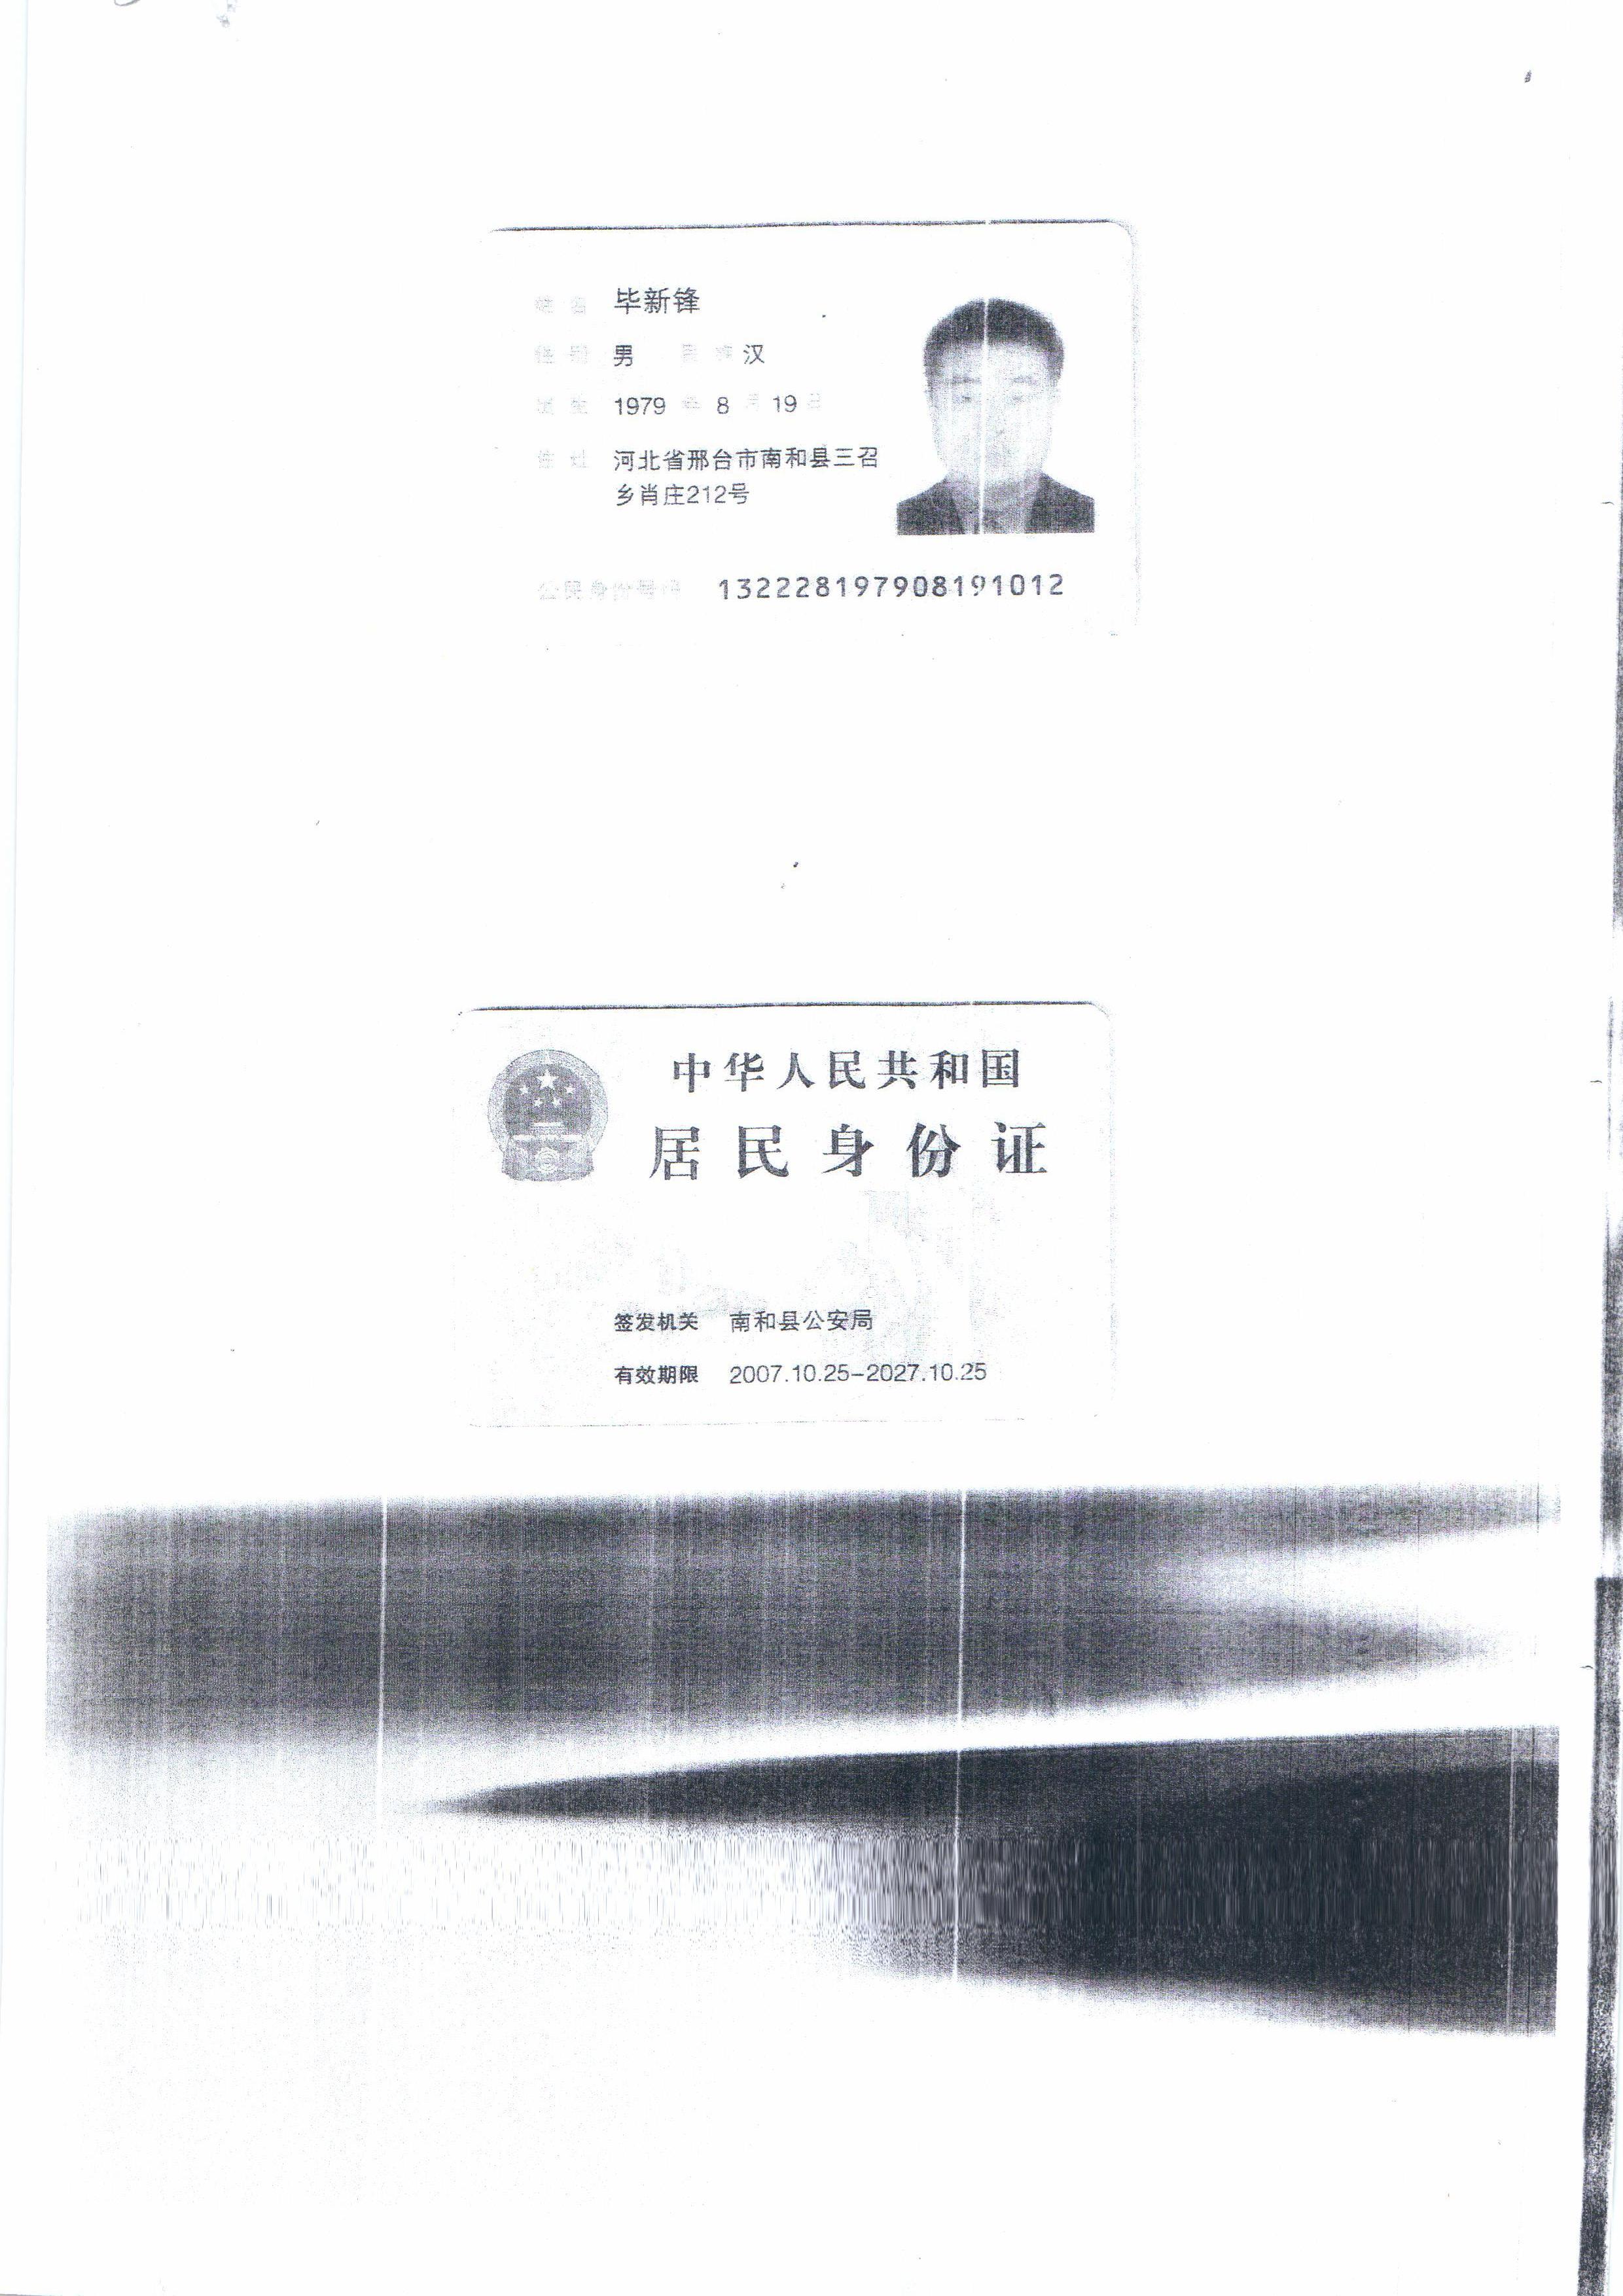 姓名 毕新锋
性别 男 民族 汉
出生 1979 年 8 月 19 日
住址 河北省邢台市南和县三召
乡肖庄212号
公民身份号码 132228197908191012
中华人民共和国
居民身份证
签发机关 南和县公安局
有效期限 2007.10.25-2027.10.25